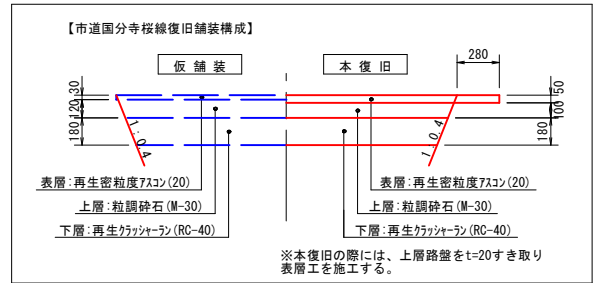 【市道国分寺桜線復旧舗装構成】
仮舗装
本復旧
280
30
120
180
50
100
180
1:0.4
1:0.4
表層:再生密粒度アスコン(20)
表層:再生密粒度アスコン(20)
上層:粒調砕石(M-30)
上層:粒調砕石(M-30)
下層:再生クラッシャーラン(RC-40)
下層:再生クラッシャーラン(RC-40)
※本復旧の際には、上層路盤をt=20すき取り
表層工を施工する。